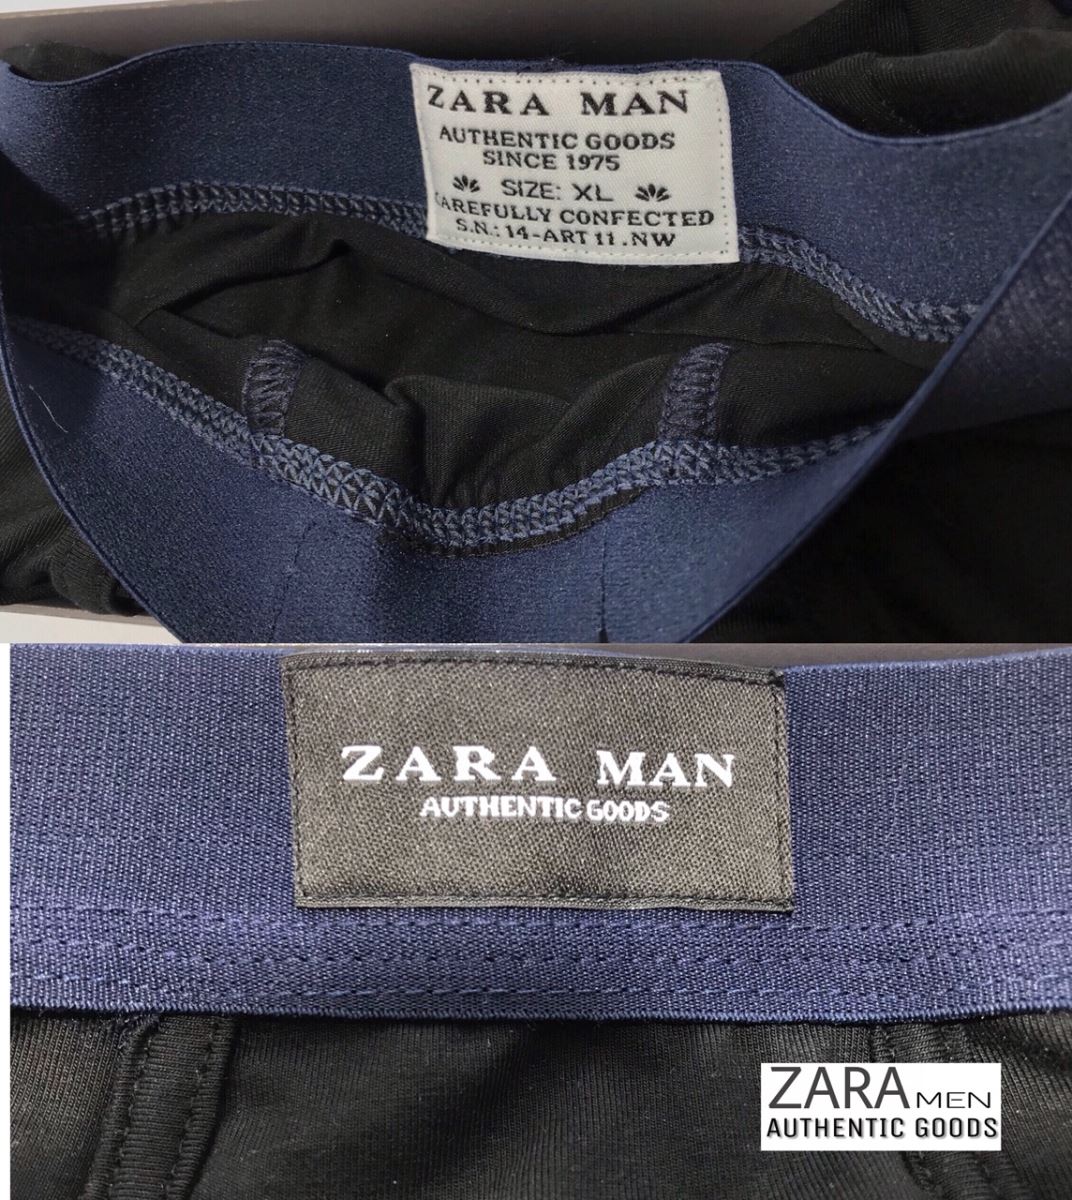 ZARA MAN
AUTHENTIC GOODS
SINCE 1975
SIZE: XL
CAREFULLY CONFECTED
S.N.: 14-ART 11.NW
ZARA MAN
AUTHENTIC GOODS
ZARA MEN
AUTHENTIC GOODS